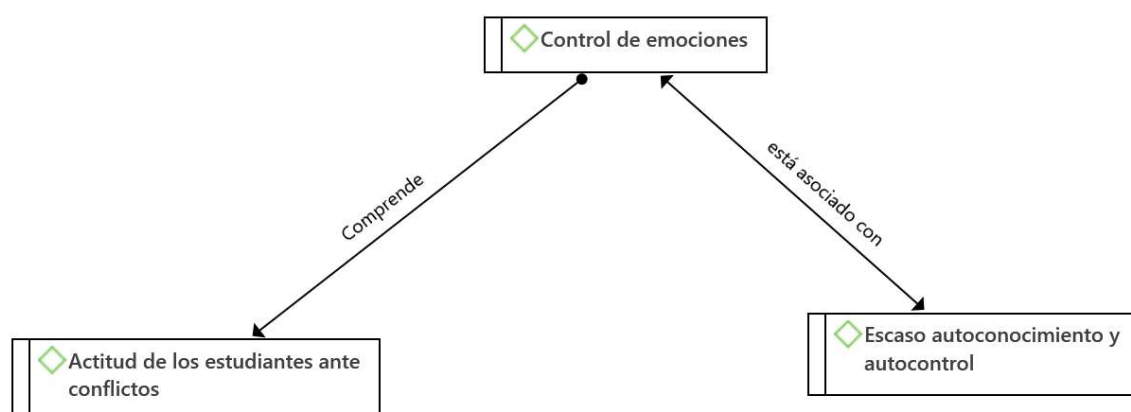 Control de emociones
Comprende
está asociado con
Actitud de los estudiantes ante
conflictos
Escaso autoconocimiento y
autocontrol